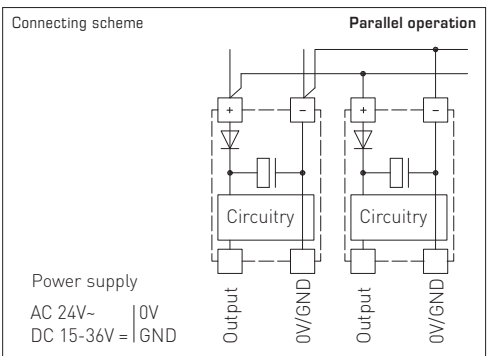 Connecting scheme
Parallel operation
+
−
+
−
Circuitry
Circuitry
Power supply
AC 24V~ | 0V
DC 15-36V = | GND
Output
0V/GND
Output
0V/GND